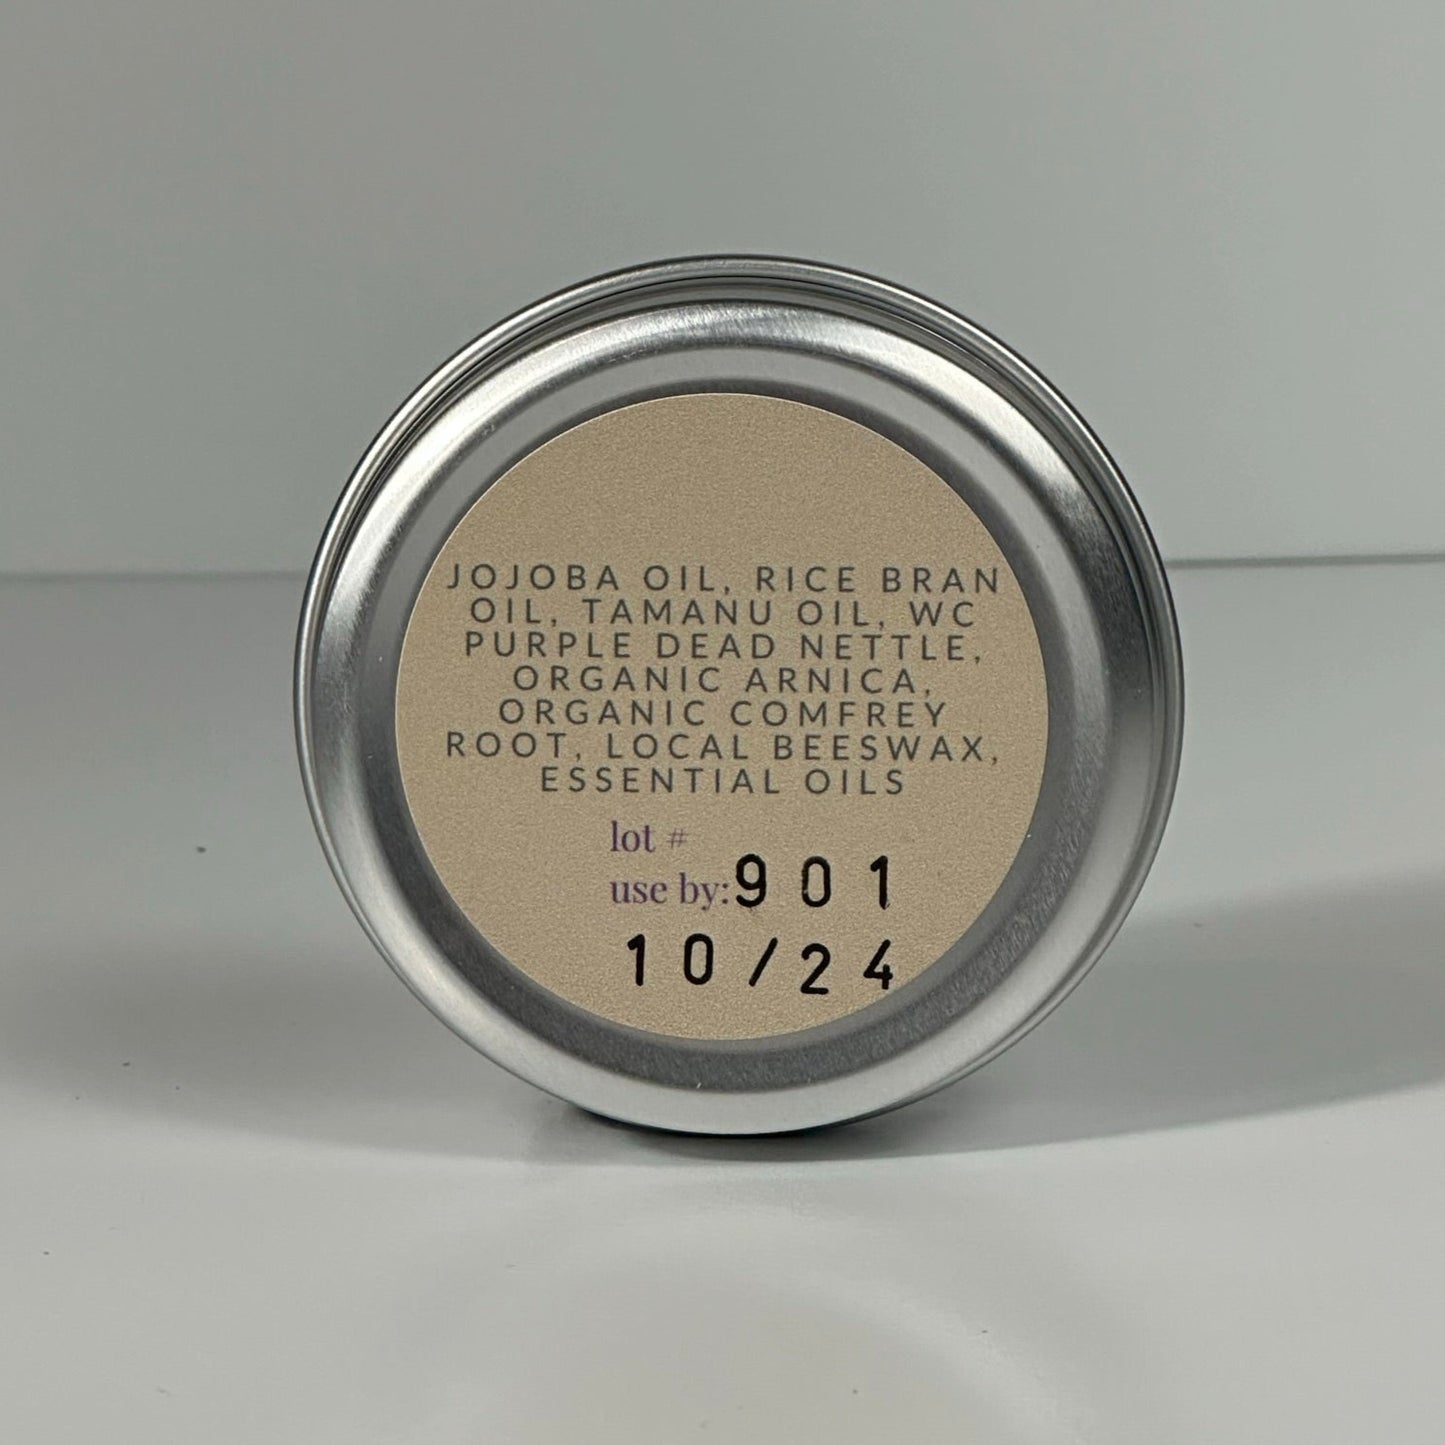 JOJOBA OIL, RICE BRAN
OIL, TAMANU OIL, WC
PURPLE DEAD NETTLE,
ORGANIC ARNICA,
ORGANIC COMFREY
ROOT, LOCAL BEESWAX,
ESSENTIAL OILS
lot #
use by: 901
10/24